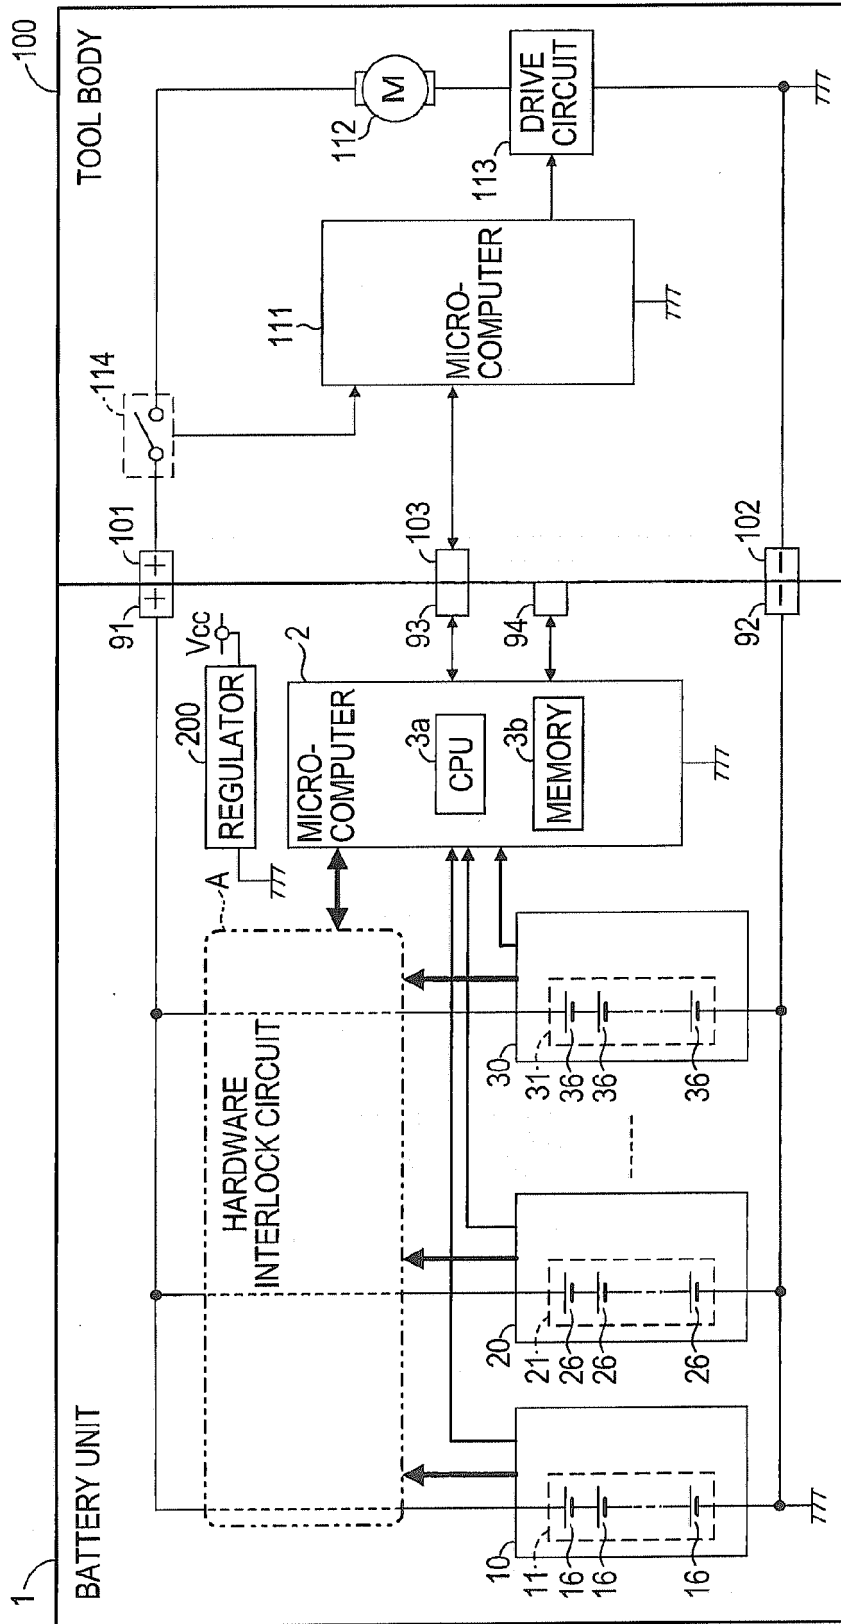 1
BATTERY UNIT
100
TOOL BODY
HARDWARE
INTERLOCK CIRCUIT
A
200
REGULATOR
Vcc
91
+
+
101
114
112
M
113
DRIVE
CIRCUIT
111
MICRO-
COMPUTER
2
MICRO-
COMPUTER
3a
CPU
3b
MEMORY
93
103
94
92
−
−
102
10
11
16
16
16
20
21
26
26
26
30
31
36
36
36